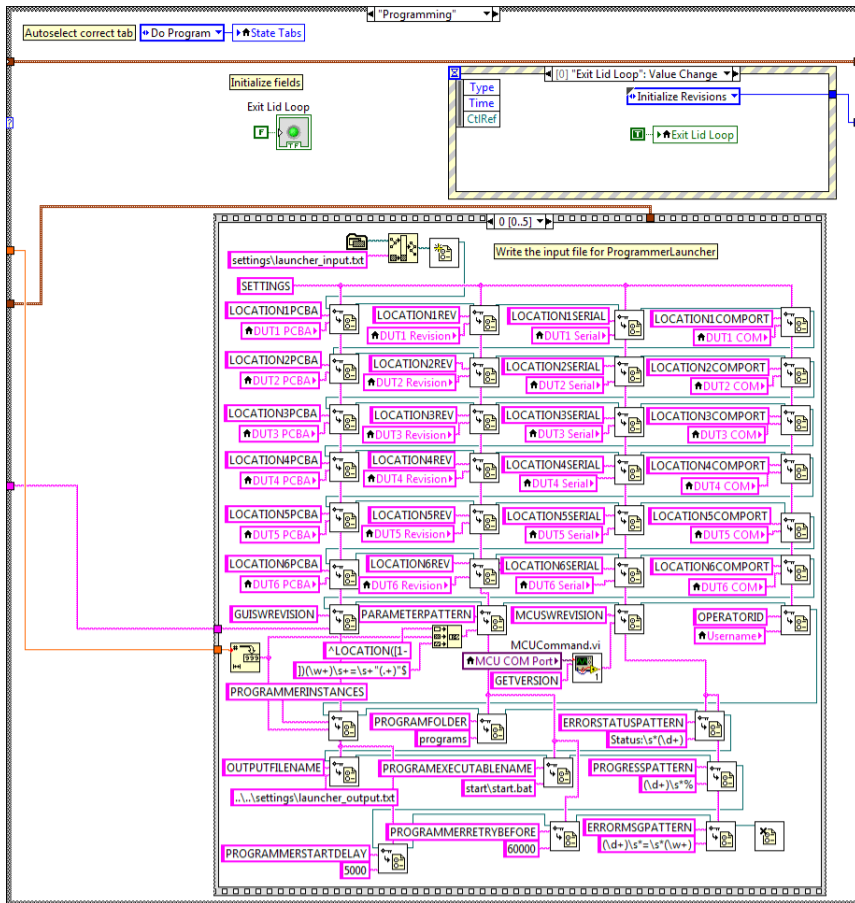 "Programming"
Autoselect correct tab
Do Program
State Tabs
[0] "Exit Lid Loop": Value Change
Type
Time
CtlRef
Initialize Revisions
T
Exit Lid Loop
Initialize fields
Exit Lid Loop
F
TF
?
0 [0..5]
Write the input file for ProgrammerLauncher
settings\launcher_input.txt
SETTINGS
LOCATION1PCBA
LOCATION1REV
LOCATION1SERIAL
LOCATION1COMPORT
DUT1 PCBA
DUT1 Revision
DUT1 Serial
DUT1 COM
LOCATION2PCBA
LOCATION2REV
LOCATION2SERIAL
LOCATION2COMPORT
DUT2 PCBA
DUT2 Revision
DUT2 Serial
DUT2 COM
LOCATION3PCBA
LOCATION3REV
LOCATION3SERIAL
LOCATION3COMPORT
DUT3 PCBA
DUT3 Revision
DUT3 Serial
DUT3 COM
LOCATION4PCBA
LOCATION4REV
LOCATION4SERIAL
LOCATION4COMPORT
DUT4 PCBA
DUT4 Revision
DUT4 Serial
DUT4 COM
LOCATION5PCBA
LOCATION5REV
LOCATION5SERIAL
LOCATION5COMPORT
DUT5 PCBA
DUT5 Revision
DUT5 Serial
DUT5 COM
LOCATION6PCBA
LOCATION6REV
LOCATION6SERIAL
LOCATION6COMPORT
DUT6 PCBA
DUT6 Revision
DUT6 Serial
DUT6 COM
GUISWREVISION
PARAMETERPATTERN
MCUSWREVISION
OPERATORID
Username
^LOCATION([1-
])(\w+)\s+=\s+"(.+)"$
MCUCommand.vi
MCU COM Port
1
GETVERSION
PROGRAMMERINSTANCES
PROGRAMFOLDER
programs
ERRORSTATUSPATTERN
Status:\s*(\d+)
OUTPUTFILENAME
..\..\settings\launcher_output.txt
PROGRAMEXECUTABLENAME
start\start.bat
PROGRESSPATTERN
(\d+)\s*%
PROGRAMMERRETRYBEFORE
60000
ERRORMSGPATTERN
(\d+)\s*=\s*(\w+)
PROGRAMMERSTARTDELAY
5000